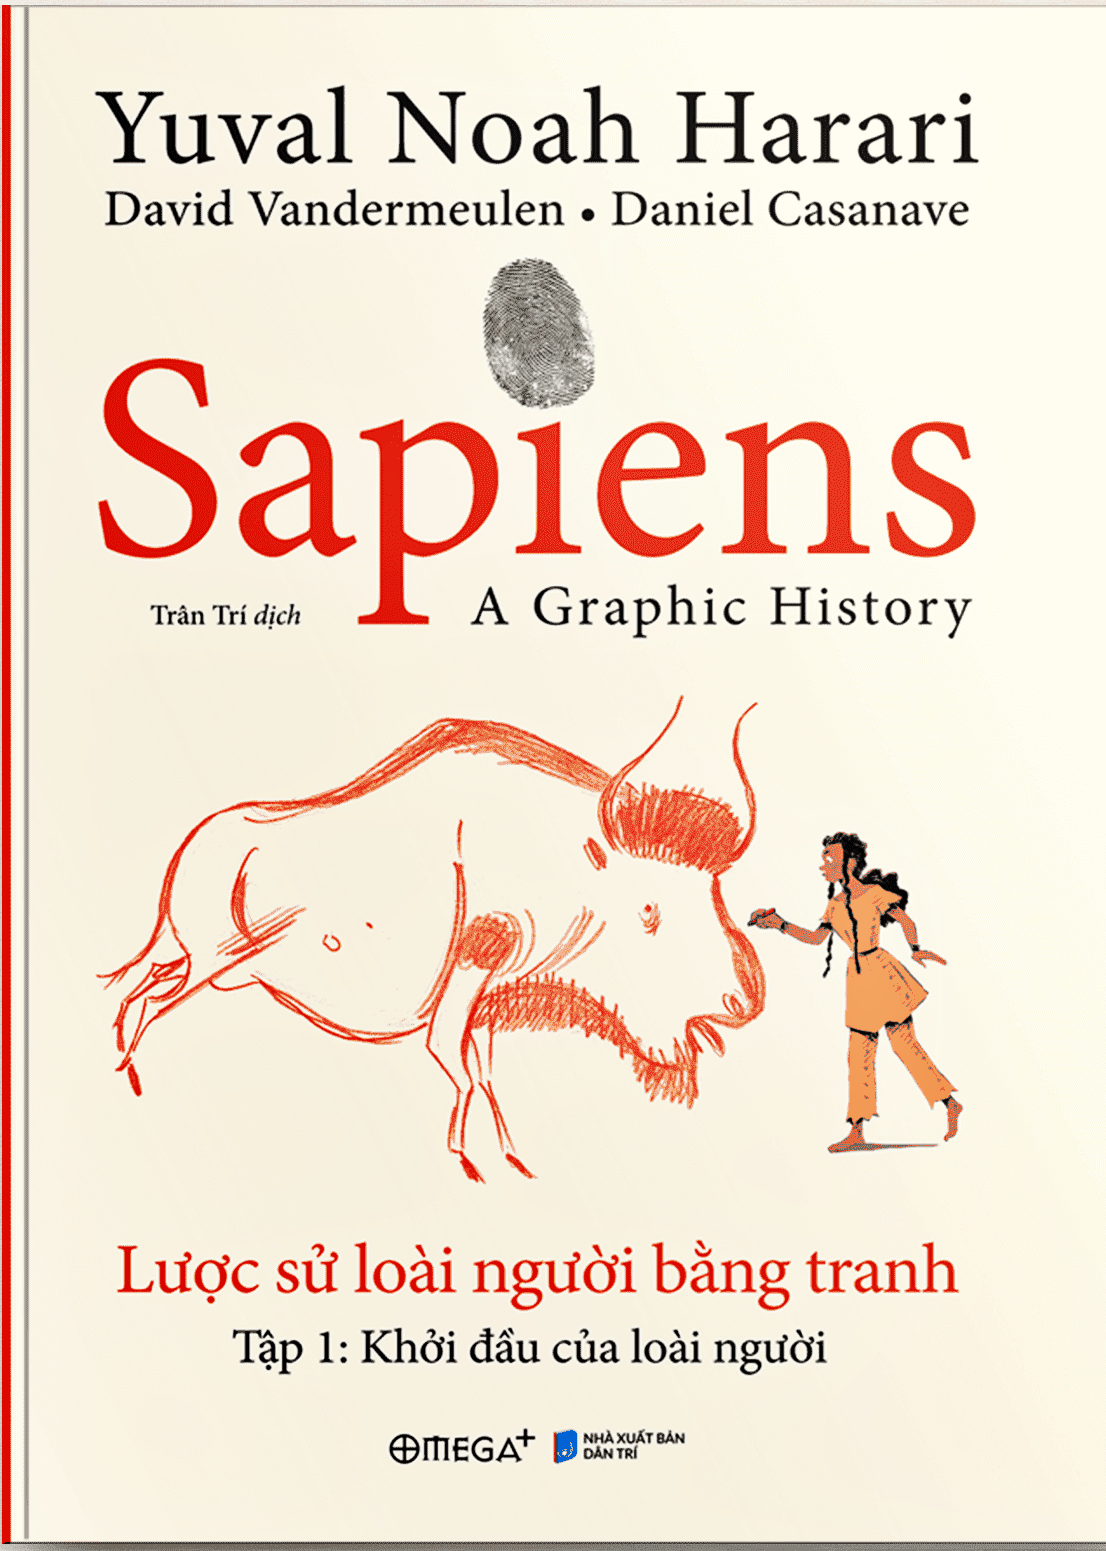 Yuval Noah Harari
David Vandermeulen • Daniel Casanave
Sapiens
Trân Trí dịch
A Graphic History
Lược sử loài người bằng tranh
Tập 1: Khởi đầu của loài người
OMEGA+
NHÀ XUẤT BẢN
DÂN TRÍ